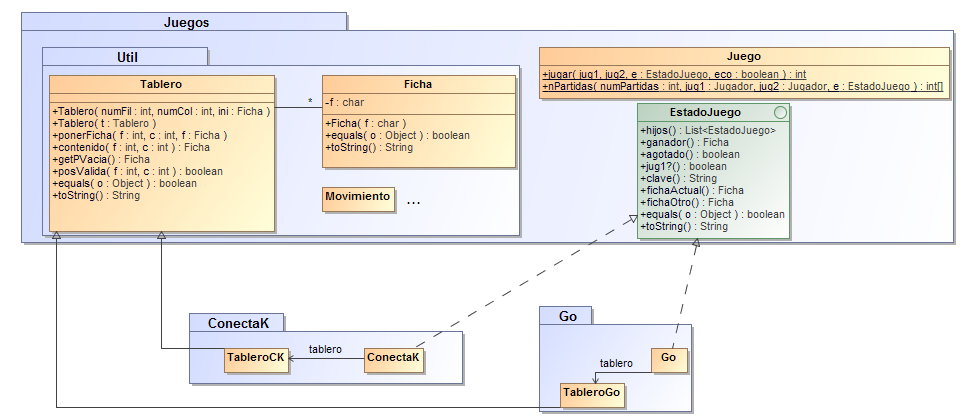 Juegos
Util
Tablero
+Tablero( numFil : int, numCol : int, ini : Ficha )
+Tablero( t : Tablero )
+ponerFicha( f : int, c : int, f : Ficha )
+contenido( f : int, c : int ) : Ficha
+getPVacia() : Ficha
+posValida( f : int, c : int ) : boolean
+equals( o : Object ) : boolean
+toString() : String
*
Ficha
-f : char
+Ficha( f : char )
+equals( o : Object ) : boolean
+toString() : String
Movimiento
...
Juego
+jugar( jug1, jug2, e : EstadoJuego, eco : boolean ) : int
+nPartidas( numPartidas : int, jug1 : Jugador, jug2 : Jugador, e : EstadoJuego ) : int[]
EstadoJuego
+hijos() : List<EstadoJuego>
+ganador() : Ficha
+agotado() : boolean
+jug1?() : boolean
+clave() : String
+fichaActual() : Ficha
+fichaOtro() : Ficha
+equals( o : Object ) : boolean
+toString() : String
ConectaK
TableroCK
tablero
ConectaK
Go
Go
tablero
TableroGo